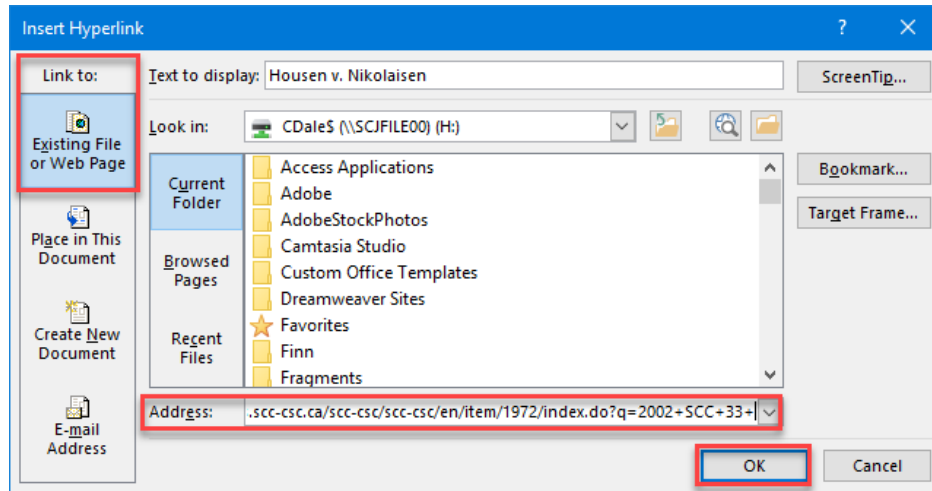 Insert Hyperlink
Link to:
Text to display: Housen v. Nikolaisen
ScreenTip...
Existing File
or Web Page
Look in: CDale$ (\\SCJFILE00) (H:)
Place in This
Document
Create New
Document
E-mail
Address
Current
Folder
Browsed
Pages
Recent
Files
Access Applications
Adobe
AdobeStockPhotos
Camtasia Studio
Custom Office Templates
Dreamweaver Sites
Favorites
Finn
Fragments
Bookmark...
Target Frame...
Address: .scc-csc.ca/scc-csc/scc-csc/en/item/1972/index.do?q=2002+SCC+33+
OK
Cancel